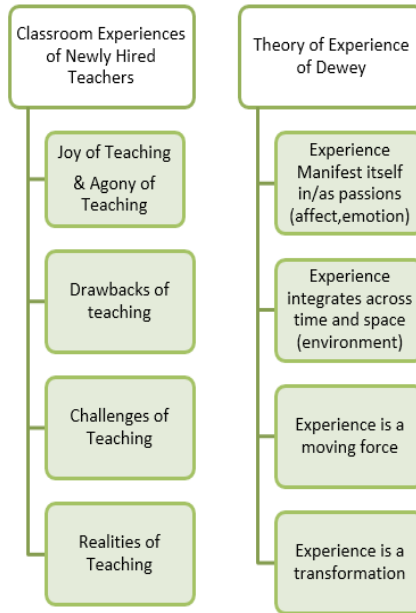 Classroom Experiences
of Newly Hired
Teachers
Joy of Teaching
& Agony of
Teaching
Drawbacks of
teaching
Challenges of
Teaching
Realities of
Teaching
Theory of Experience
of Dewey
Experience
Manifest itself
in/as passions
(affect,emotion)
Experience
integrates across
time and space
(environment)
Experience is a
moving force
Experience is a
transformation